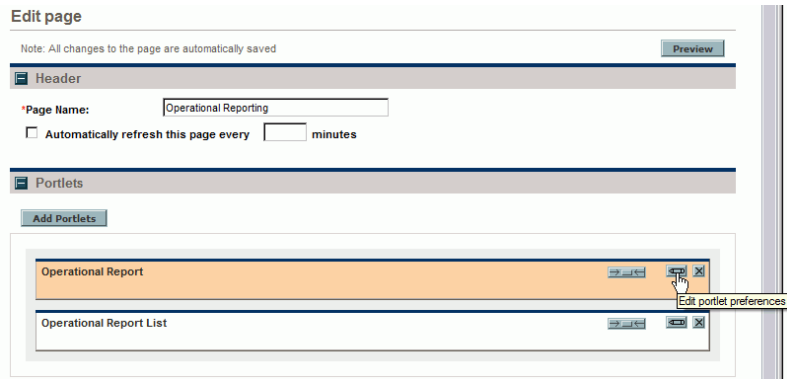 Edit page
Note: All changes to the page are automatically saved
Preview
Header
*Page Name: Operational Reporting
Automatically refresh this page every minutes
Portlets
Add Portlets
Operational Report
Edit portlet preferences
Operational Report List